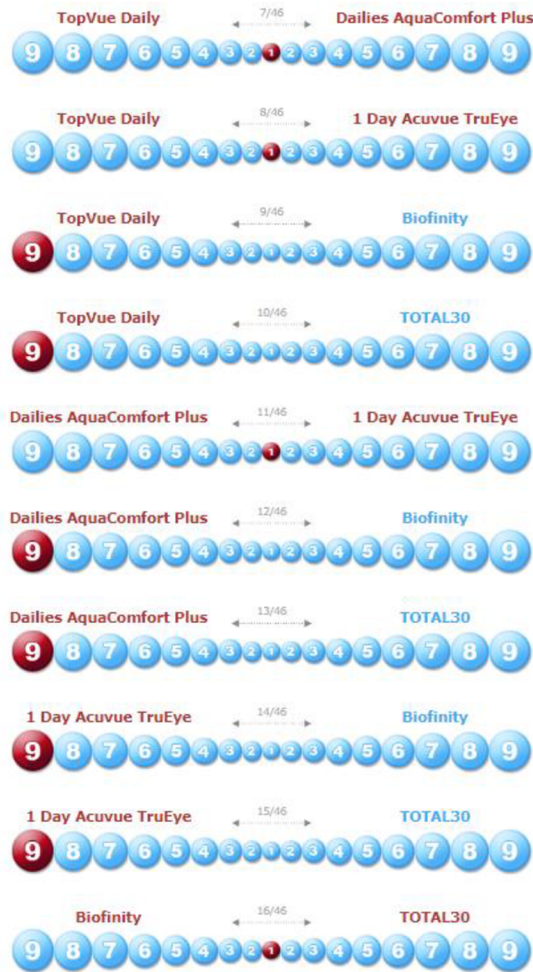 TopVue Daily 7/46 Dailies AquaComfort Plus
9 8 7 6 5 4 3 2 1 2 3 4 5 6 7 8 9
TopVue Daily 8/46 1 Day Acuvue TruEye
9 8 7 6 5 4 3 2 1 2 3 4 5 6 7 8 9
TopVue Daily 9/46 Biofinity
9 8 7 6 5 4 3 2 1 2 3 4 5 6 7 8 9
TopVue Daily 10/46 TOTAL30
9 8 7 6 5 4 3 2 1 2 3 4 5 6 7 8 9
Dailies AquaComfort Plus 11/46 1 Day Acuvue TruEye
9 8 7 6 5 4 3 2 1 2 3 4 5 6 7 8 9
Dailies AquaComfort Plus 12/46 Biofinity
9 8 7 6 5 4 3 2 1 2 3 4 5 6 7 8 9
Dailies AquaComfort Plus 13/46 TOTAL30
9 8 7 6 5 4 3 2 1 2 3 4 5 6 7 8 9
1 Day Acuvue TruEye 14/46 Biofinity
9 8 7 6 5 4 3 2 1 2 3 4 5 6 7 8 9
1 Day Acuvue TruEye 15/46 TOTAL30
9 8 7 6 5 4 3 2 1 2 3 4 5 6 7 8 9
Biofinity 16/46 TOTAL30
9 8 7 6 5 4 3 2 1 2 3 4 5 6 7 8 9